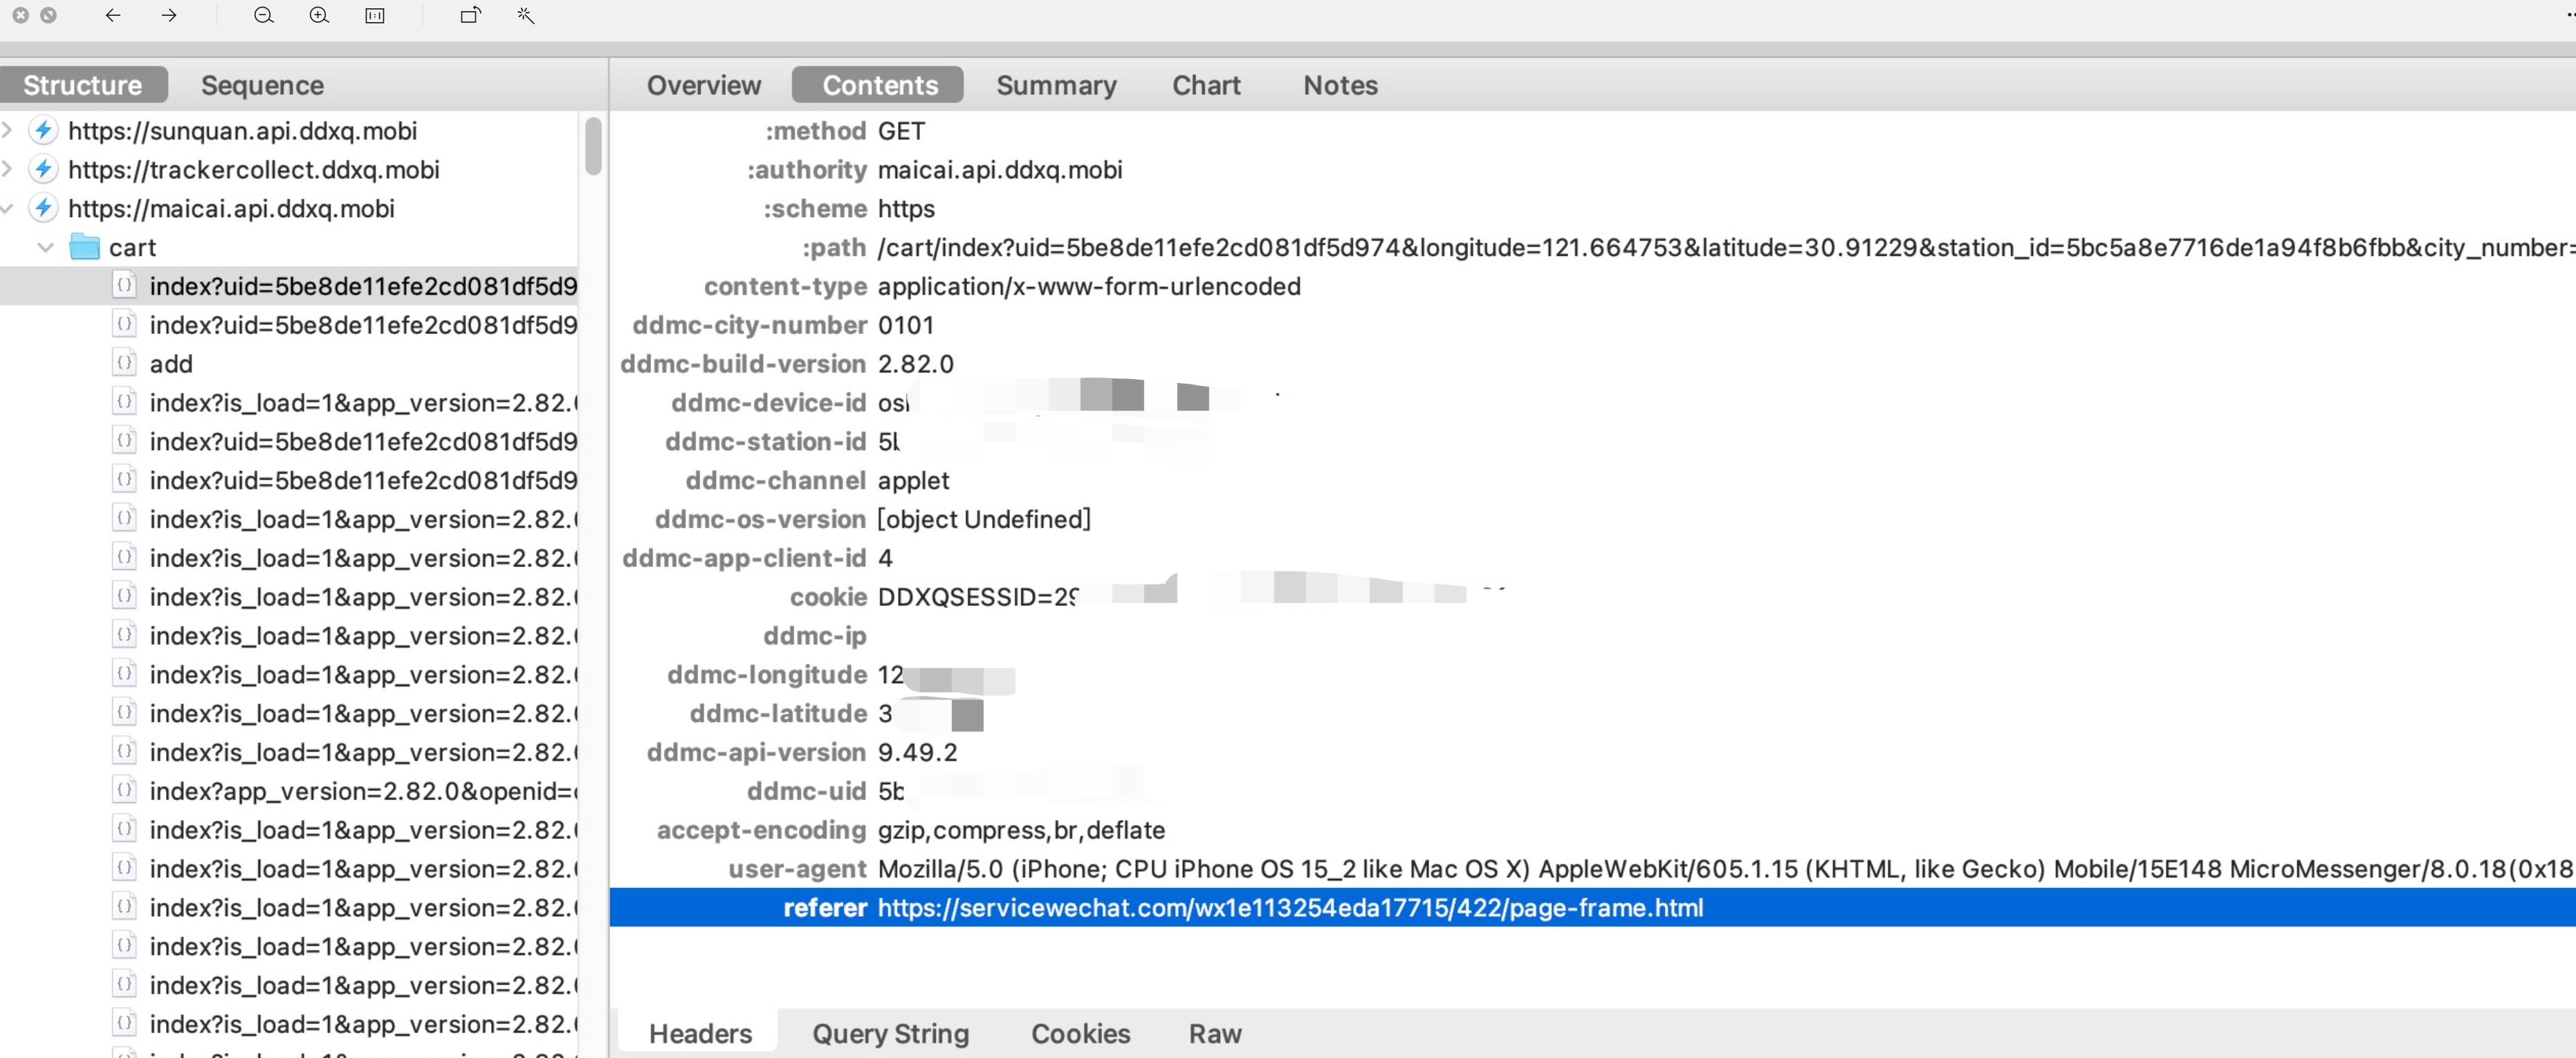 Structure Sequence
Overview Contents Summary Chart Notes
https://sunquan.api.ddxq.mobi
https://trackercollect.ddxq.mobi
https://maicai.api.ddxq.mobi
cart
index?uid=5be8de11efe2cd081df5d9
index?uid=5be8de11efe2cd081df5d9
add
index?is_load=1&app_version=2.82.
index?uid=5be8de11efe2cd081df5d9
index?uid=5be8de11efe2cd081df5d9
index?is_load=1&app_version=2.82.
index?is_load=1&app_version=2.82.
index?is_load=1&app_version=2.82.
index?is_load=1&app_version=2.82.
index?is_load=1&app_version=2.82.
index?is_load=1&app_version=2.82.
index?is_load=1&app_version=2.82.
index?app_version=2.82.0&openid=
index?is_load=1&app_version=2.82.
index?is_load=1&app_version=2.82.
index?is_load=1&app_version=2.82.
index?is_load=1&app_version=2.82.
index?is_load=1&app_version=2.82.
index?is_load=1&app_version=2.82.
:method GET
:authority maicai.api.ddxq.mobi
:scheme https
:path /cart/index?uid=5be8de11efe2cd081df5d974&longitude=121.664753&latitude=30.91229&station_id=5bc5a8e7716de1a94f8b6fbb&city_number=
content-type application/x-www-form-urlencoded
ddmc-city-number 0101
ddmc-build-version 2.82.0
ddmc-device-id os
ddmc-station-id 5
ddmc-channel applet
ddmc-os-version [object Undefined]
ddmc-app-client-id 4
cookie DDXQSESSID=29
ddmc-ip
ddmc-longitude 12
ddmc-latitude 3
ddmc-api-version 9.49.2
ddmc-uid 5b
accept-encoding gzip,compress,br,deflate
user-agent Mozilla/5.0 (iPhone; CPU iPhone OS 15_2 like Mac OS X) AppleWebKit/605.1.15 (KHTML, like Gecko) Mobile/15E148 MicroMessenger/8.0.18(0x18
referer https://servicewechat.com/wx1e113254eda17715/422/page-frame.html
Headers Query String Cookies Raw